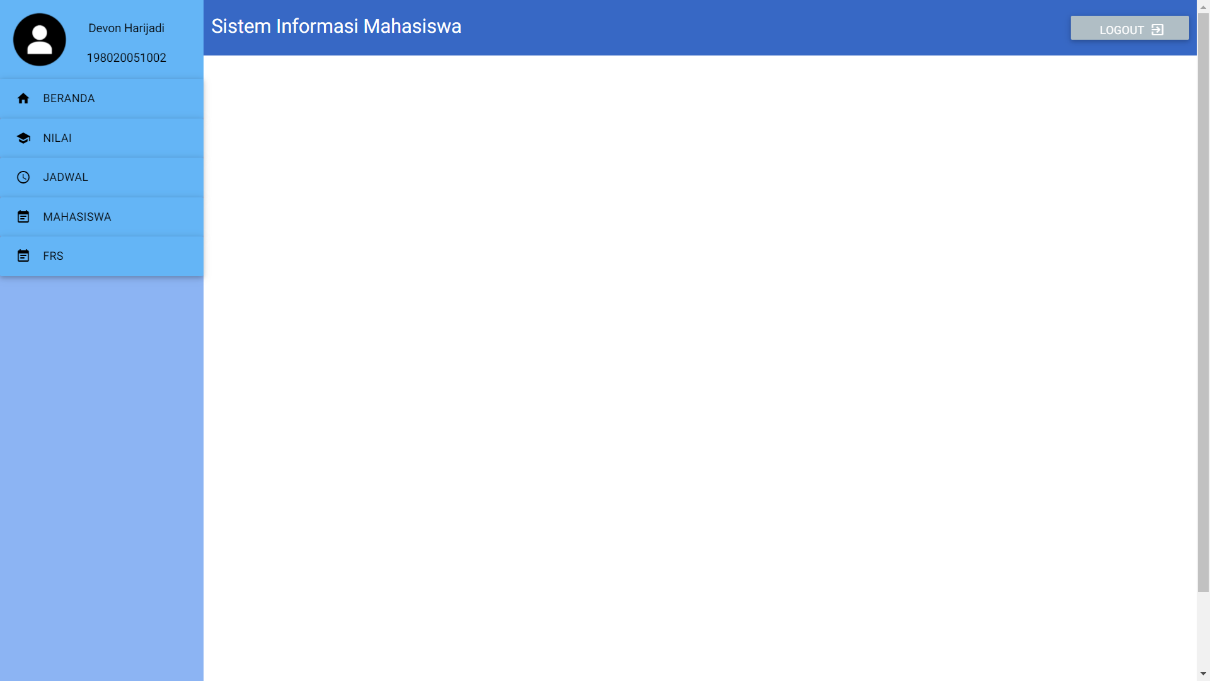 Devon Harijadi
198020051002
BERANDA
NILAI
JADWAL
MAHASISWA
FRS
Sistem Informasi Mahasiswa
LOGOUT